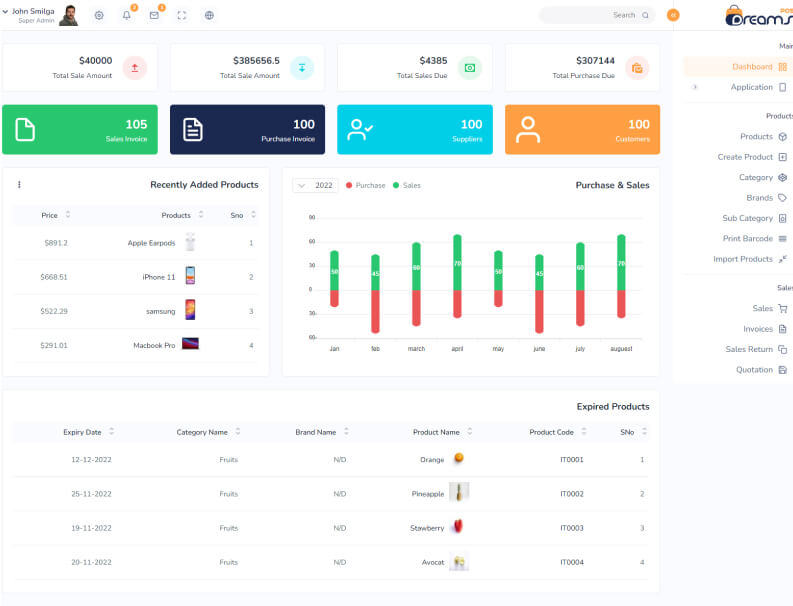 John Smilga
Super Admin
3
3
Search
POS
Dreams
$40000
Total Sale Amount
$385656.5
Total Sale Amount
$4385
Total Sales Due
$307144
Total Purchase Due
105
Sales Invoice
100
Purchase Invoice
100
Suppliers
100
Customers
Main
Dashboard
Application
Products
Products
Create Product
Category
Brands
Sub Category
Print Barcode
Import Products
Sales
Sales
Invoices
Sales Return
Quotation
Recently Added Products
Price Products Sno
$891.2 Apple Earpods 1
$668.51 iPhone 11 2
$522.29 samsung 3
$291.01 Macbook Pro 4
2022 Purchase Sales Purchase & Sales
90
60
30
0
30-
60-
50 45 60 70 50 45 60 70
Jan feb march april may june july auguest
Expired Products
Expiry Date Category Name Brand Name Product Name Product Code SNo
12-12-2022 Fruits N/D Orange IT0001 1
25-11-2022 Fruits N/D Pineapple IT0002 2
19-11-2022 Fruits N/D Stawberry IT0003 3
20-11-2022 Fruits N/D Avocat IT0004 4